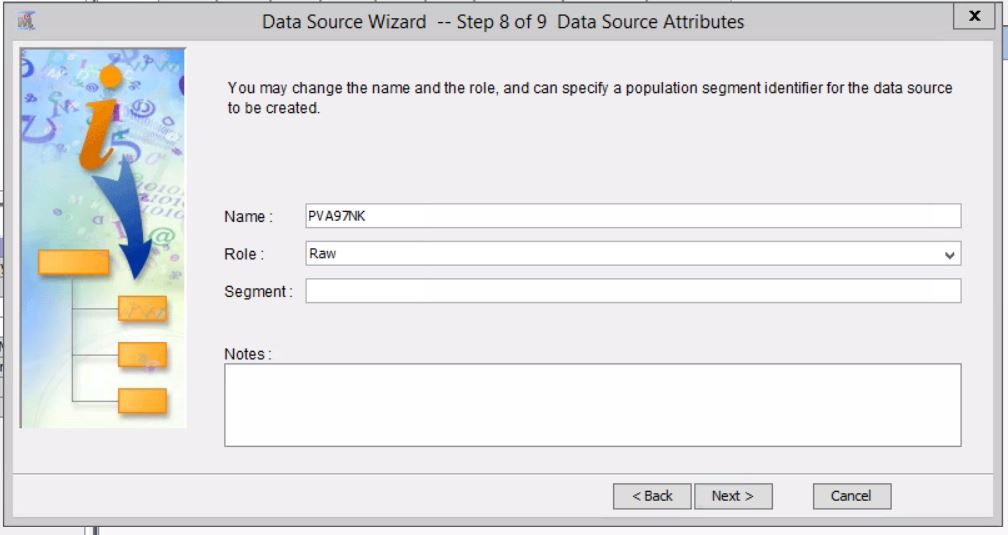 Data Source Wizard -- Step 8 of 9 Data Source Attributes
X
You may change the name and the role, and can specify a population segment identifier for the data source
to be created.
Name : PVA97NK
Role : Raw
Segment :
Notes :
< Back Next > Cancel